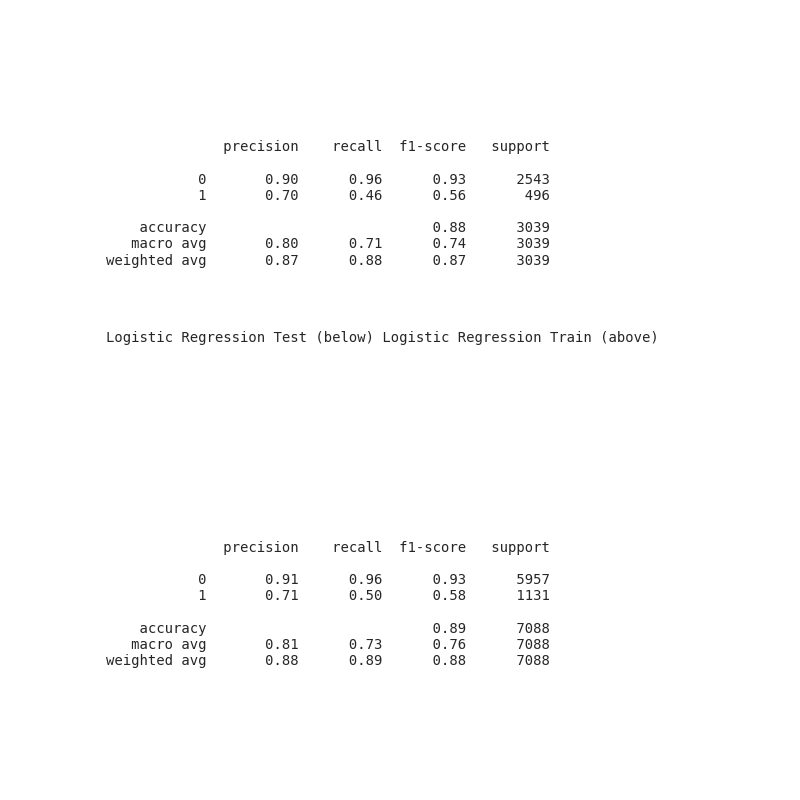 precision recall f1-score support
0 0.90 0.96 0.93 2543
1 0.70 0.46 0.56 496
accuracy 0.88 3039
macro avg 0.80 0.71 0.74 3039
weighted avg 0.87 0.88 0.87 3039
Logistic Regression Test (below) Logistic Regression Train (above)
precision recall f1-score support
0 0.91 0.96 0.93 5957
1 0.71 0.50 0.58 1131
accuracy 0.89 7088
macro avg 0.81 0.73 0.76 7088
weighted avg 0.88 0.89 0.88 7088